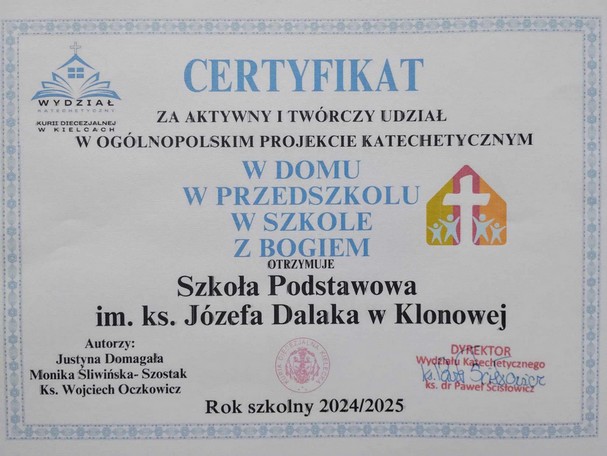 WYDZIAŁ
KATECHETYCZNY
KURII DIECEZJALNEJ
W KIELCACH
CERTYFIKAT
ZA AKTYWNY I TWÓRCZY UDZIAŁ
W OGÓLNOPOLSKIM PROJEKCIE KATECHETYCZNYM
W DOMU
W PRZEDSZKOLU
W SZKOLE
Z BOGIEM
OTRZYMUJE
Szkoła Podstawowa
im. ks. Józefa Dalaka w Klonowej
Autorzy:
Justyna Domagała
Monika Śliwińska- Szostak
Ks. Wojciech Oczkowicz
DYREKTOR
Wydziału Katechetycznego
ks. dr Paweł Ścisłowicz
Rok szkolny 2024/2025